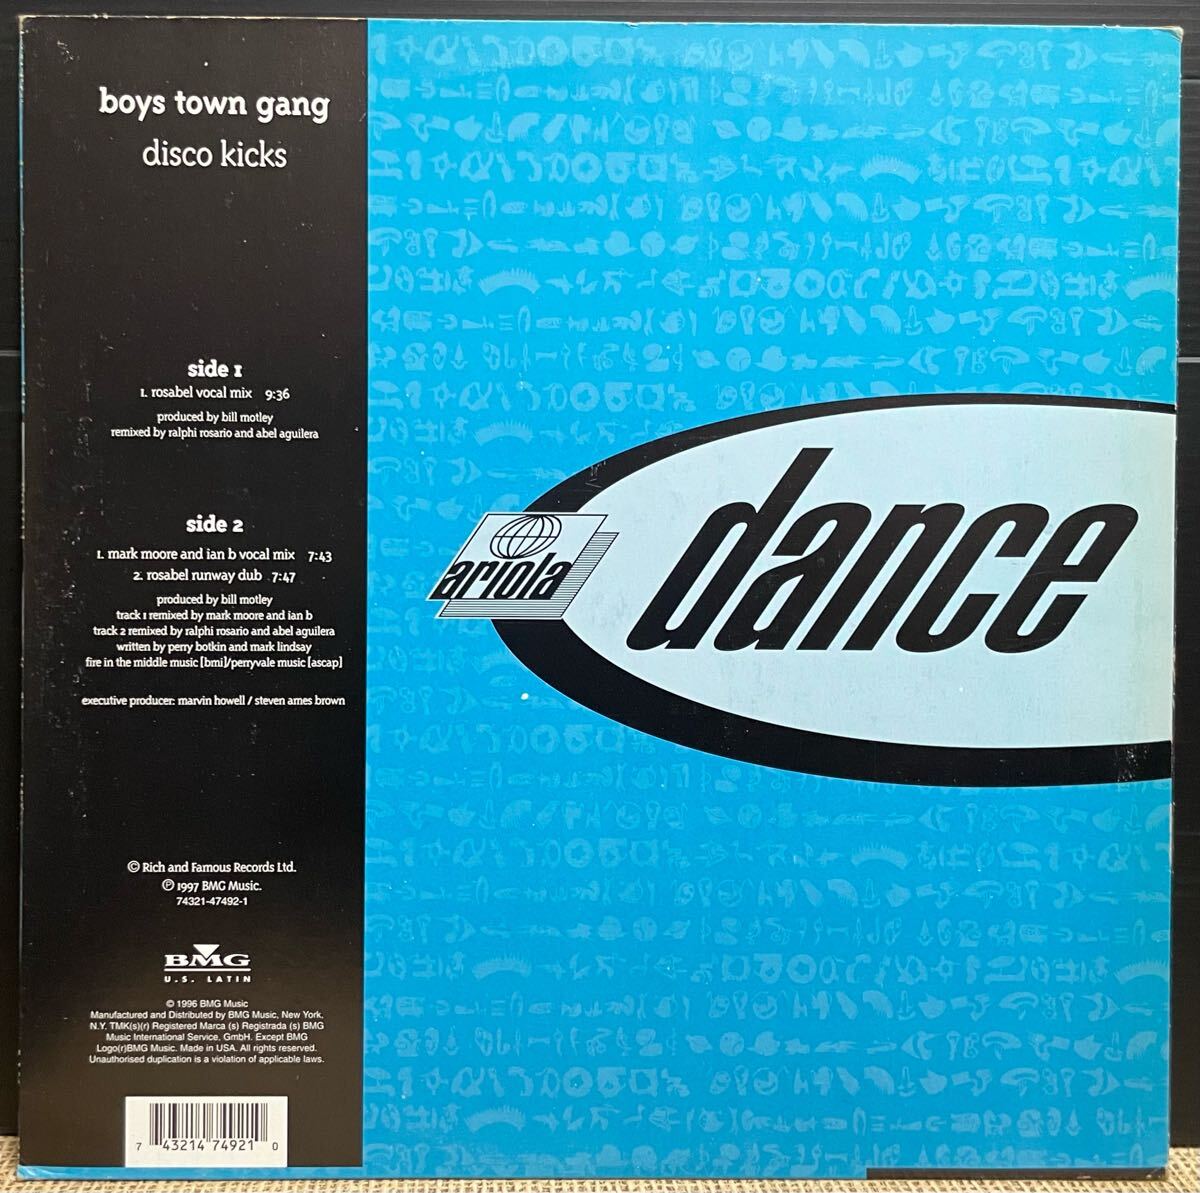 boys town gang
disco kicks
side 1
1. rosabel vocal mix 9:36
produced by bill motley
remixed by ralphi rosario and abel aguilera
side 2
1. mark moore and ian b vocal mix 7:43
2. rosabel runway dub 7:47
produced by bill motley
track 1 remixed by mark moore and ian b
track 2 remixed by ralphi rosario and abel aguilera
written by perry botkin and mark lindsay
fire in the middle music [bmi]/perryvale music [ascap]
executive producer: marvin howell / steven ames brown
ariola
dance
© Rich and Famous Records Ltd.
℗ 1997 BMG Music.
74321-47492-1
BMG
U.S. LATIN
© 1996 BMG Music
Manufactured and Distributed by BMG Music, New York,
N.Y. TMK(s)(r) Registered Marca (s) Registrada (s) BMG
Music International Service, GmbH. Except BMG
Logo(r)BMG Music. Made in USA. All rights reserved.
Unauthorised duplication is a violation of applicable laws.
7 43214 74921 0